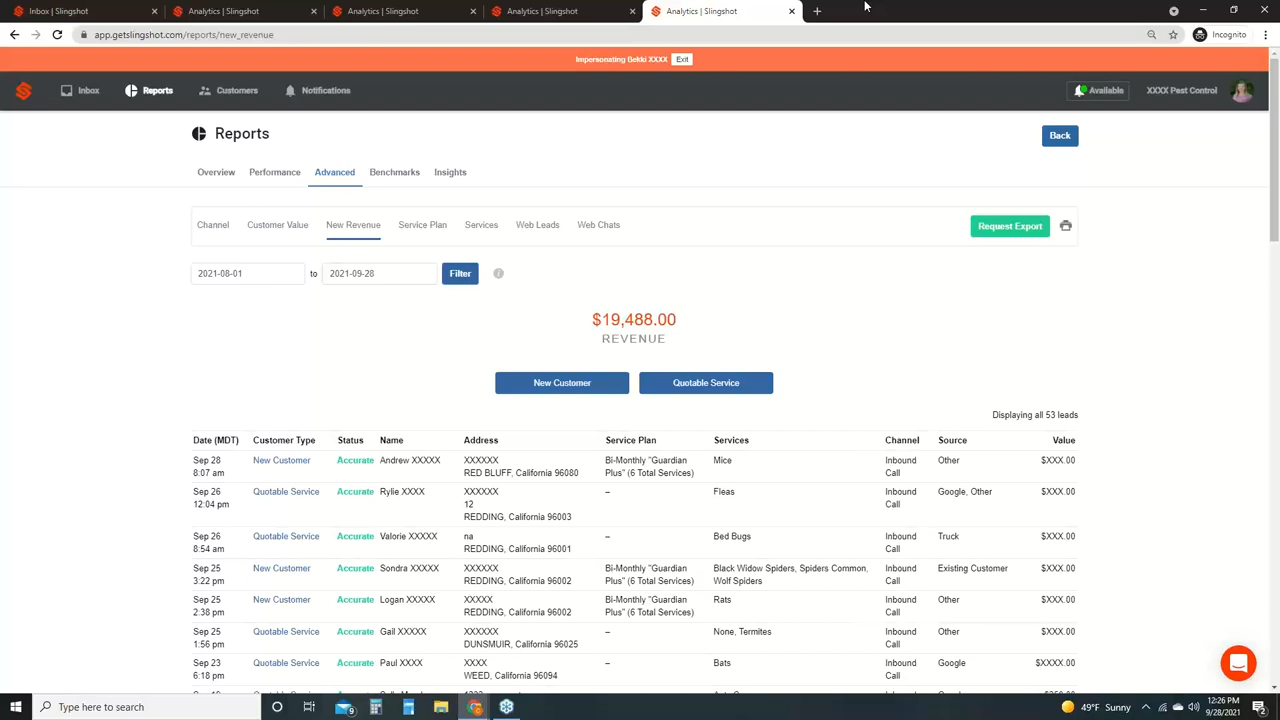 Inbox | Slingshot
Analytics | Slingshot
Analytics | Slingshot
Analytics | Slingshot
Analytics | Slingshot
app.getslingshot.com/reports/new_revenue
Incognito
Impersonating Bekki XXXX Exit
Inbox Reports Customers Notifications Available XXXX Pest Control
Reports
Back
Overview Performance Advanced Benchmarks Insights
Channel Customer Value New Revenue Service Plan Services Web Leads Web Chats Request Export
2021-08-01 to 2021-09-28 Filter
$19,488.00
REVENUE
New Customer Quotable Service
Displaying all 53 leads
Date (MDT) Customer Type Status Name Address Service Plan Services Channel Source Value
Sep 28 New Customer Accurate Andrew XXXXX XXXXXX Bi-Monthly "Guardian Mice Inbound Other $XXX.00
8:07 am RED BLUFF, California 96080 Plus" (6 Total Services) Call
Sep 26 Quotable Service Accurate Rylie XXXX XXXXXX – Fleas Inbound Google, Other $XXX.00
12:04 pm 12 Call
REDDING, California 96003
Sep 26 Quotable Service Accurate Valorie XXXXX na – Bed Bugs Inbound Truck $XXX.00
8:54 am REDDING, California 96001 Call
Sep 25 New Customer Accurate Sondra XXXXX XXXXXX Bi-Monthly "Guardian Black Widow Spiders, Spiders Common, Inbound Existing Customer $XXX.00
3:22 pm REDDING, California 96002 Plus" (6 Total Services) Wolf Spiders Call
Sep 25 New Customer Accurate Logan XXXXX XXXXX Bi-Monthly "Guardian Rats Inbound Other $XXX.00
2:38 pm REDDING, California 96002 Plus" (6 Total Services) Call
Sep 25 Quotable Service Accurate Gail XXXXX XXXXXX – None, Termites Inbound Other $XXX.00
1:56 pm DUNSMUIR, California 96025 Call
Sep 23 Quotable Service Accurate Paul XXXX XXXX – Bats Inbound Google $XXXX.00
6:18 pm WEED, California 96094 Call
Type here to search
49°F Sunny
12:26 PM
9/28/2021